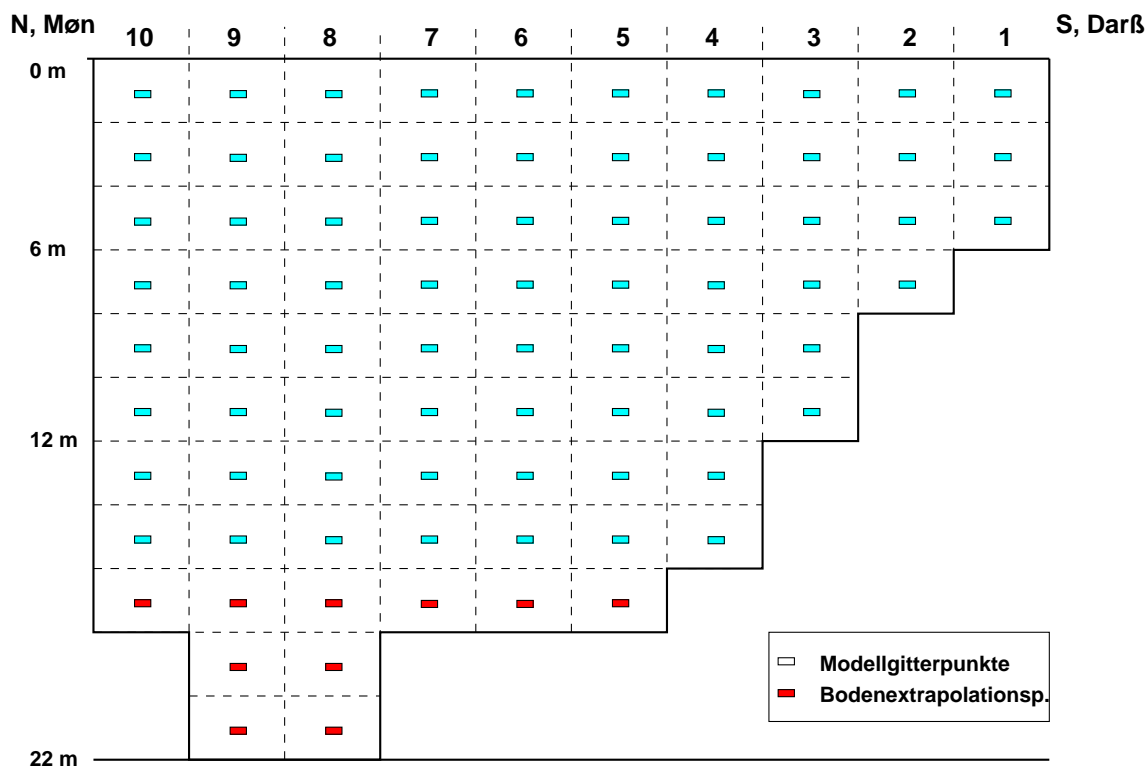 N, Møn 10 9 8 7 6 5 4 3 2 1 S, Darß
0 m
6 m
12 m
Modellgitterpunkte
Bodenextrapolationsp.
22 m